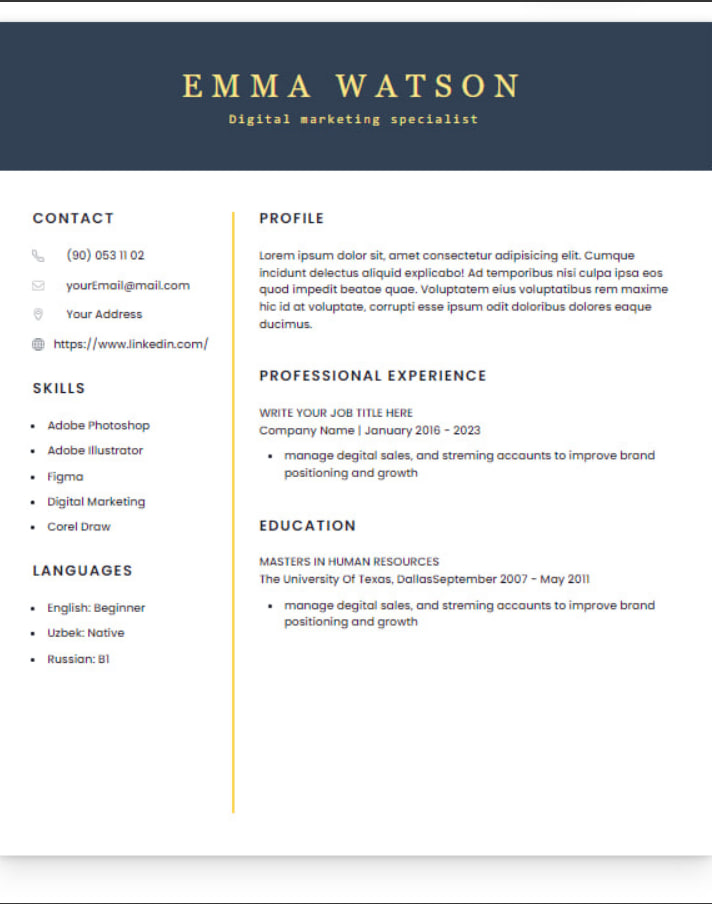 EMMA WATSON
Digital marketing specialist
CONTACT
(90) 053 11 02
yourEmail@mail.com
Your Address
https://www.linkedin.com/
SKILLS
Adobe Photoshop
Adobe Illustrator
Figma
Digital Marketing
Corel Draw
LANGUAGES
English: Beginner
Uzbek: Native
Russian: B1
PROFILE
Lorem ipsum dolor sit, amet consectetur adipisicing elit. Cumque
incidunt delectus aliquid explicabo! Ad temporibus nisi culpa ipsa eos
quod impedit beatae quae. Voluptatem eius voluptatibus rem maxime
hic id at voluptate, corrupti esse ipsum odit doloribus dolores eaque
ducimus.
PROFESSIONAL EXPERIENCE
WRITE YOUR JOB TITLE HERE
Company Name | January 2016 - 2023
manage degital sales, and streming accaunts to improve brand
positioning and growth
EDUCATION
MASTERS IN HUMAN RESOURCES
The University Of Texas, DallasSeptember 2007 - May 2011
manage degital sales, and streming accaunts to improve brand
positioning and growth